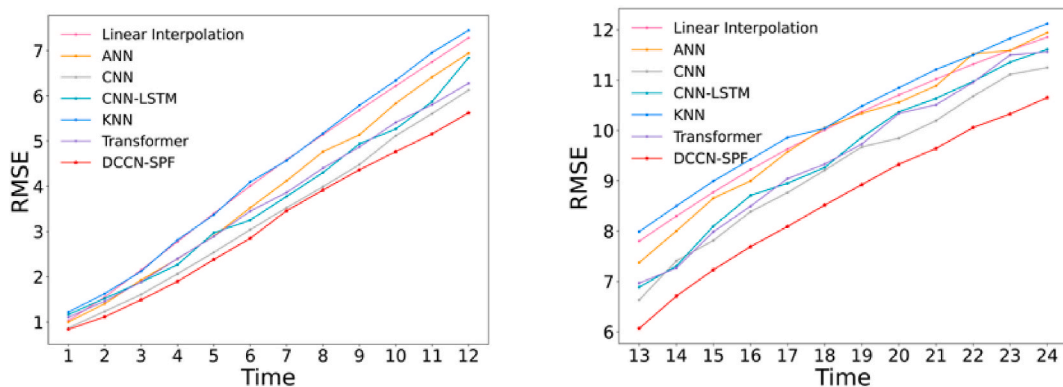 Linear Interpolation
ANN
CNN
CNN-LSTM
KNN
Transformer
DCCN-SPF
RMSE
7
6
5
4
3
2
1
1 2 3 4 5 6 7 8 9 10 11 12
Time
Linear Interpolation
ANN
CNN
CNN-LSTM
KNN
Transformer
DCCN-SPF
RMSE
12
11
10
9
8
7
6
13 14 15 16 17 18 19 20 21 22 23 24
Time